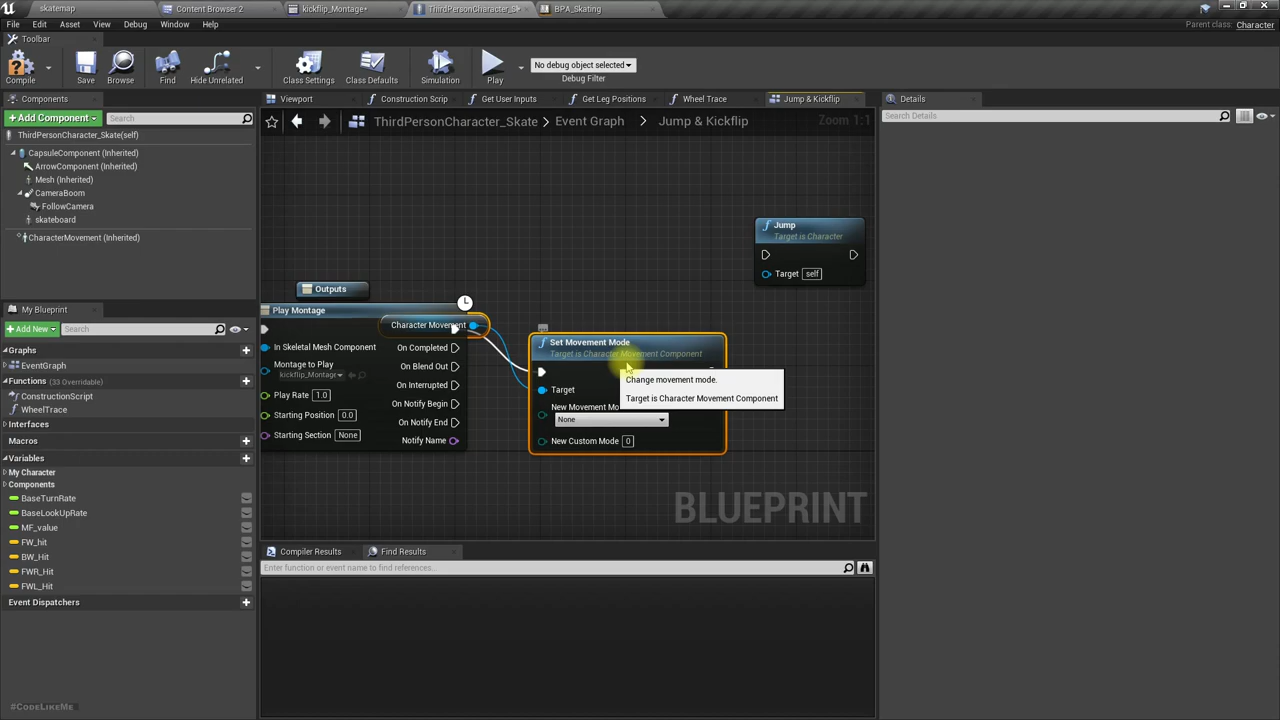 skatemap
Content Browser 2
kickflip_Montage*
ThirdPersonCharacter_Sk
BPA_Skating
File Edit Asset View Debug Window Help
Parent class: Character
Toolbar
Compile
Save
Browse
Find
Hide Unrelated
Class Settings
Class Defaults
Simulation
Play
No debug object selected
Debug Filter
Components
Add Component
Search
ThirdPersonCharacter_Skate(self)
CapsuleComponent (Inherited)
ArrowComponent (Inherited)
Mesh (Inherited)
CameraBoom
FollowCamera
skateboard
CharacterMovement (Inherited)
My Blueprint
Add New
Search
Graphs
EventGraph
Functions (33 Overridable)
ConstructionScript
WheelTrace
Interfaces
Macros
Variables
My Character
Components
BaseTurnRate
BaseLookUpRate
MF_value
FW_hit
BW_Hit
FWR_Hit
FWL_Hit
Event Dispatchers
#CodeLikeMe
Viewport
Construction Scrip
Get User Inputs
Get Leg Positions
Wheel Trace
Jump & Kickflip
ThirdPersonCharacter_Skate > Event Graph > Jump & Kickflip
Zoom 1:1
Jump
Target is Character
Target self
Outputs
Play Montage
Character Movement
In Skeletal Mesh Component
On Completed
Montage to Play
kickflip_Montage
On Blend Out
Play Rate 1.0
On Interrupted
Starting Position 0.0
On Notify Begin
On Notify End
Starting Section None
Notify Name
Set Movement Mode
Target is Character Movement Component
Target
New Movement Mo
None
New Custom Mode 0
Change movement mode.
Target is Character Movement Component
BLUEPRINT
Compiler Results
Find Results
Enter function or event name to find references...
Details
Search Details